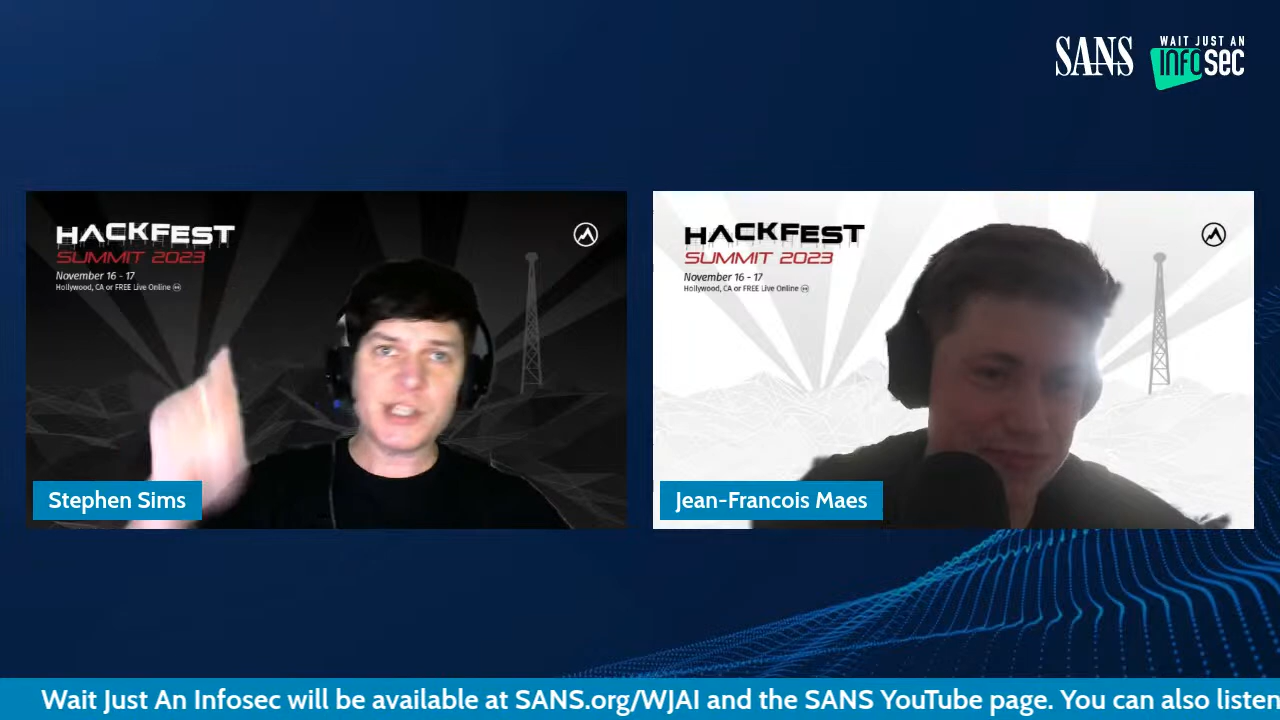 SANS
WAIT JUST AN
INFOSEC
HACKFEST
SUMMIT 2023
November 16 - 17
Hollywood, CA or FREE Live Online
Stephen Sims
HACKFEST
SUMMIT 2023
November 16 - 17
Hollywood, CA or FREE Live Online
Jean-Francois Maes
Wait Just An Infosec will be available at SANS.org/WJAI and the SANS YouTube page. You can also listen